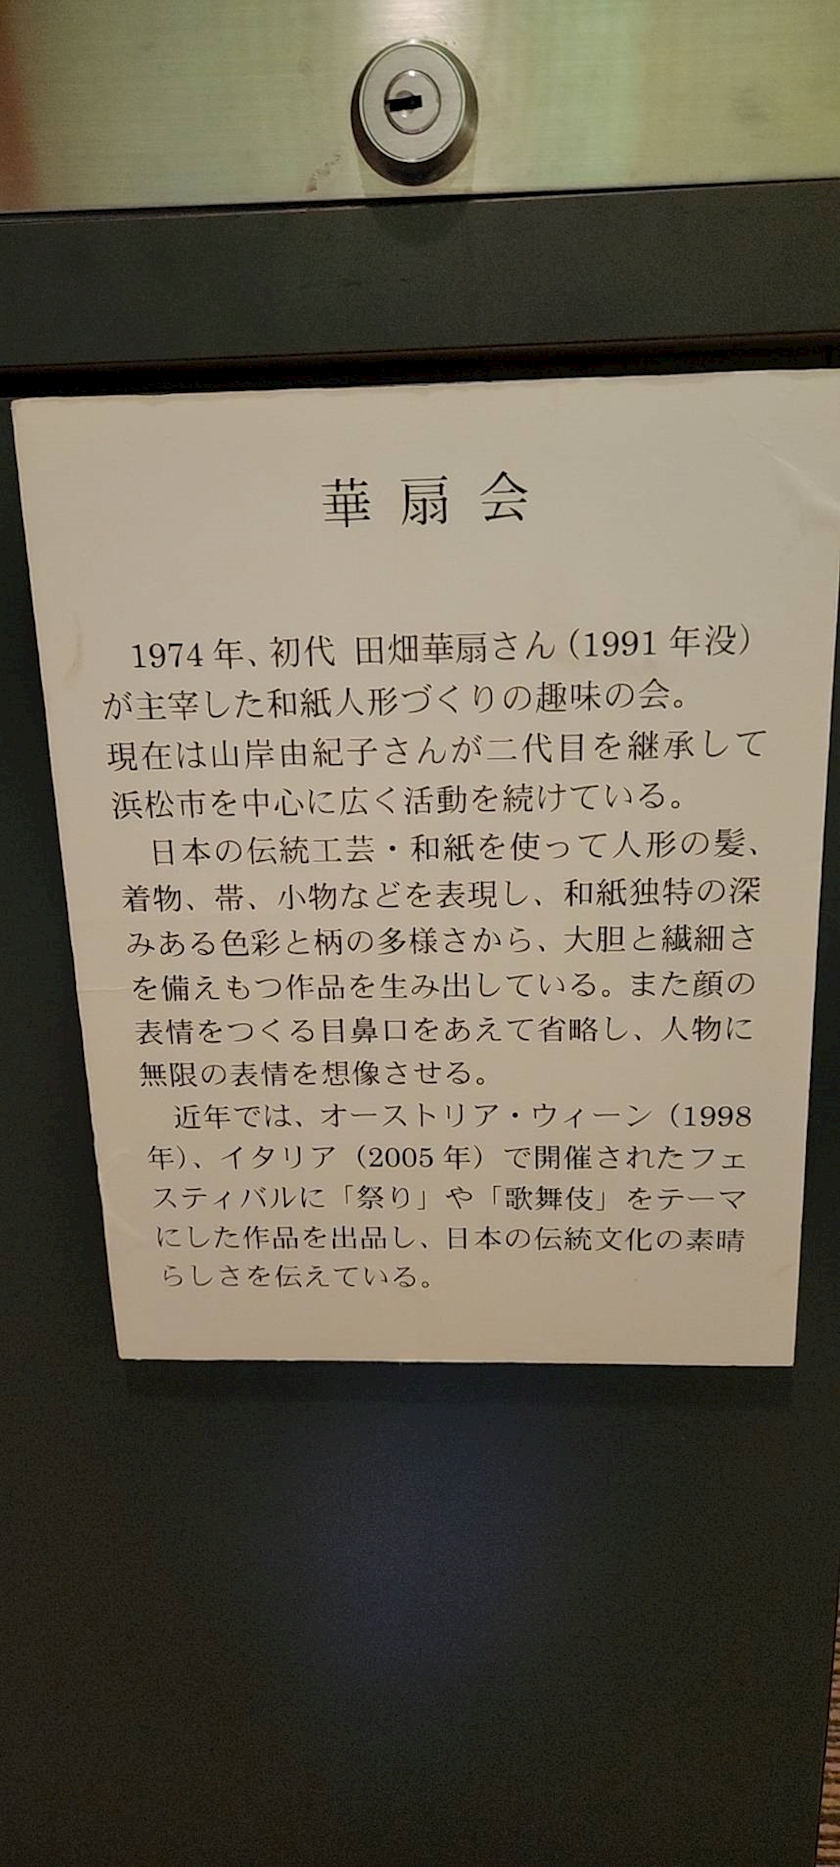 華扇会
1974年、初代 田畑華扇さん（1991年没）
が主宰した和紙人形づくりの趣味の会。
現在は山岸由紀子さんが二代目を継承して
浜松市を中心に広く活動を続けている。
日本の伝統工芸・和紙を使って人形の髪、
着物、帯、小物などを表現し、和紙独特の深
みある色彩と柄の多様さから、大胆と繊細さ
を備えもつ作品を生み出している。また顔の
表情をつくる目鼻口をあえて省略し、人物に
無限の表情を想像させる。
近年では、オーストリア・ウィーン（1998
年）、イタリア（2005年）で開催されたフェ
スティバルに「祭り」や「歌舞伎」をテーマ
にした作品を出品し、日本の伝統文化の素晴
らしさを伝えている。